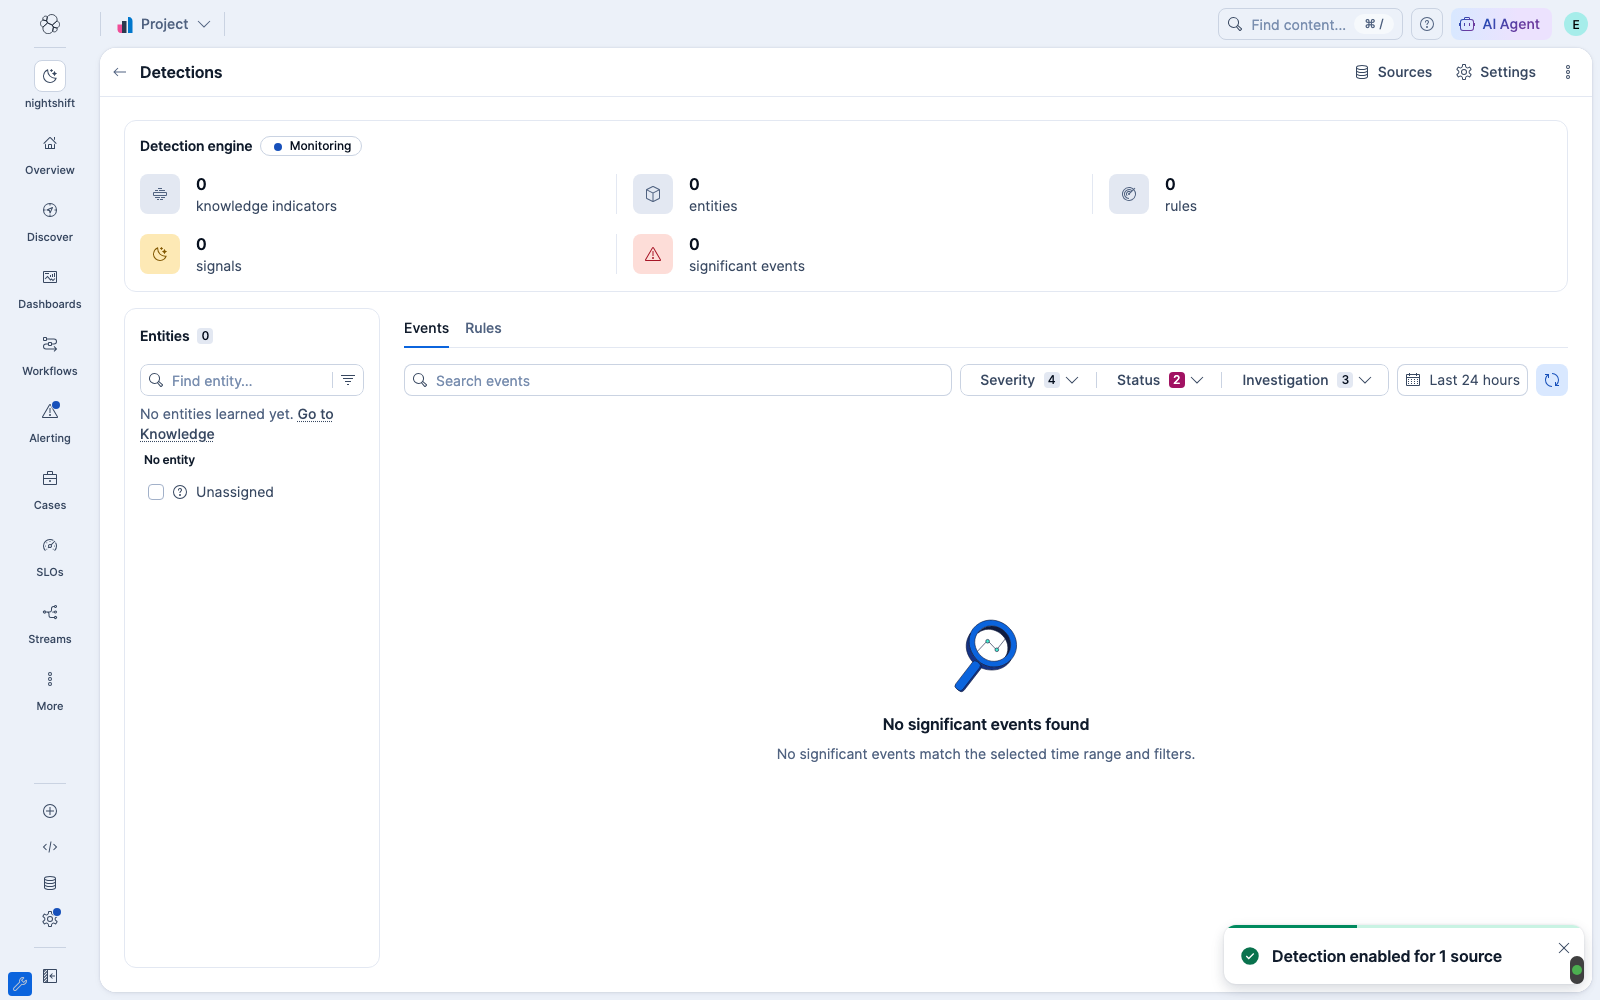 Project
Find content... ⌘ /
AI Agent
E
nightshift
Overview
Discover
Dashboards
Workflows
Alerting
Cases
SLOs
Streams
More
Detections
Sources
Settings
Detection engine
Monitoring
0
knowledge indicators
0
entities
0
rules
0
signals
0
significant events
Entities 0
Find entity...
No entities learned yet. Go to
Knowledge
No entity
Unassigned
Events Rules
Search events
Severity 4
Status 2
Investigation 3
Last 24 hours
No significant events found
No significant events match the selected time range and filters.
Detection enabled for 1 source